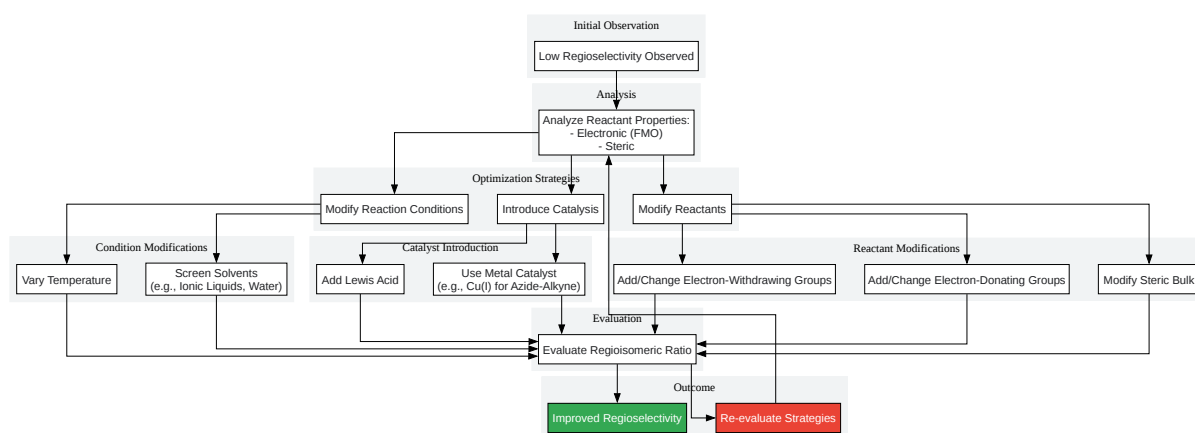 Initial Observation
Low Regioselectivity Observed
Analysis
Analyze Reactant Properties:
- Electronic (FMO)
- Steric
Optimization Strategies
Modify Reaction Conditions
Introduce Catalysis
Modify Reactants
Condition Modifications
Catalyst Introduction
Reactant Modifications
Vary Temperature
Screen Solvents
(e.g., Ionic Liquids, Water)
Add Lewis Acid
Use Metal Catalyst
(e.g., Cu(I) for Azide-Alkyne)
Add/Change Electron-Withdrawing Groups
Add/Change Electron-Donating Groups
Modify Steric Bulk
Evaluation
Evaluate Regioisomeric Ratio
Outcome
Improved Regioselectivity
Re-evaluate Strategies